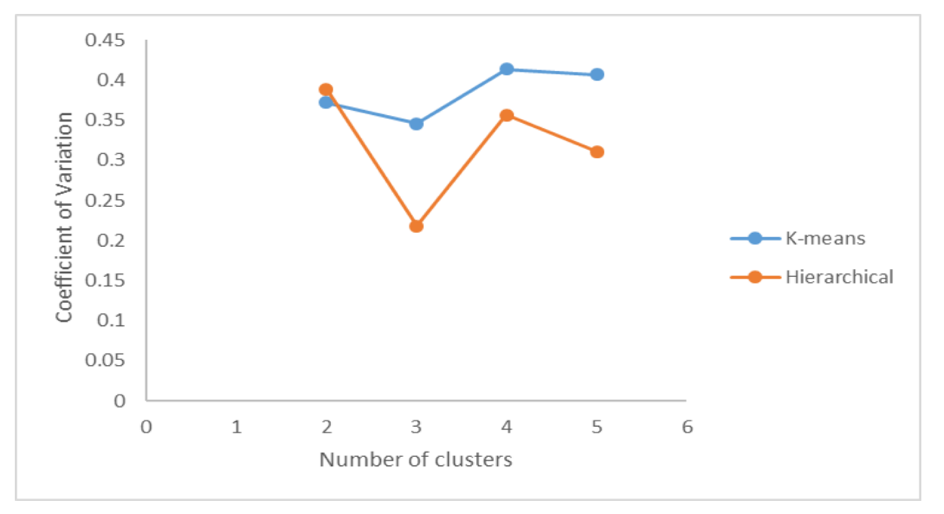 0.45
0.4
0.35
0.3
0.25
0.2
0.15
0.1
0.05
0
Coefficient of Variation
0 1 2 3 4 5 6
Number of clusters
K-means
Hierarchical